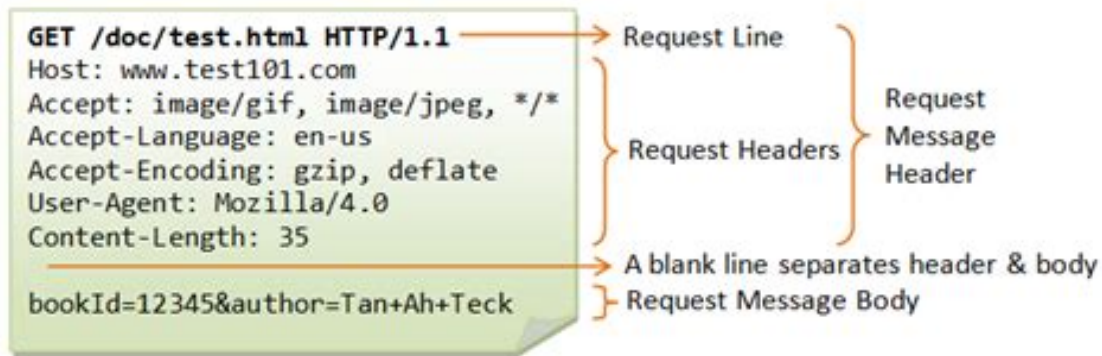 GET /doc/test.html HTTP/1.1
Request Line
Host: www.test101.com
Accept: image/gif, image/jpeg, */*
Accept-Language: en-us
Accept-Encoding: gzip, deflate
User-Agent: Mozilla/4.0
Content-Length: 35
Request Headers
Request
Message
Header
A blank line separates header & body
bookId=12345&author=Tan+Ah+Teck
Request Message Body